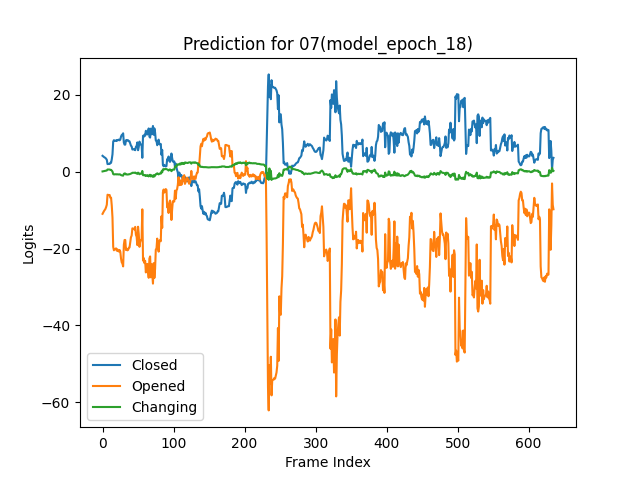 Prediction for 07(model_epoch_18)
Logits
20
0
−20
−40
−60
Closed
Opened
Changing
0 100 200 300 400 500 600
Frame Index